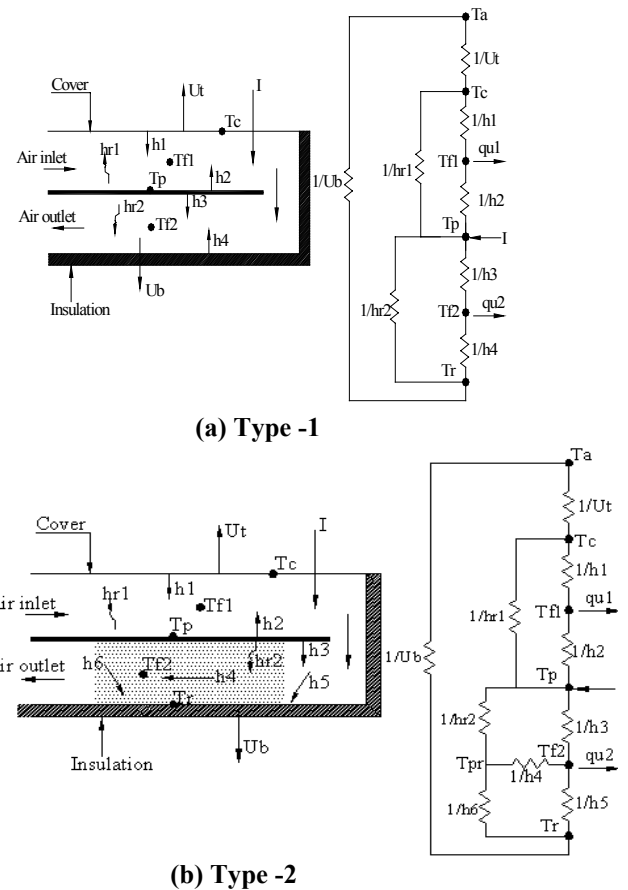 Ta
1/Ut
Cover
Ut
I
Tc
Tc
h1
1/h1
Air inlet
hr1
Tf1
Tf1
qu1
1/Ub
1/hr1
Tp
h2
1/h2
hr2
h3
Tp
I
Air outlet
Tf2
h4
1/h3
1/hr2
Tf2
qu2
Ub
1/h4
Insulation
Tr
(a) Type -1
Ta
Cover
Ut
I
1/Ut
Tc
Tc
hr1
h1
1/h1
Air inlet
Tf1
Tf1
qu1
1/hr1
Tp
h2
1/h2
h3
1/Ub
Tp
hr2
Air outlet
h6
Tf2
h4
h5
1/hr2
1/h3
Tf2
qu2
Tpr
1/h4
Tr
Ub
1/h6
1/h5
Insulation
Tr
(b) Type -2